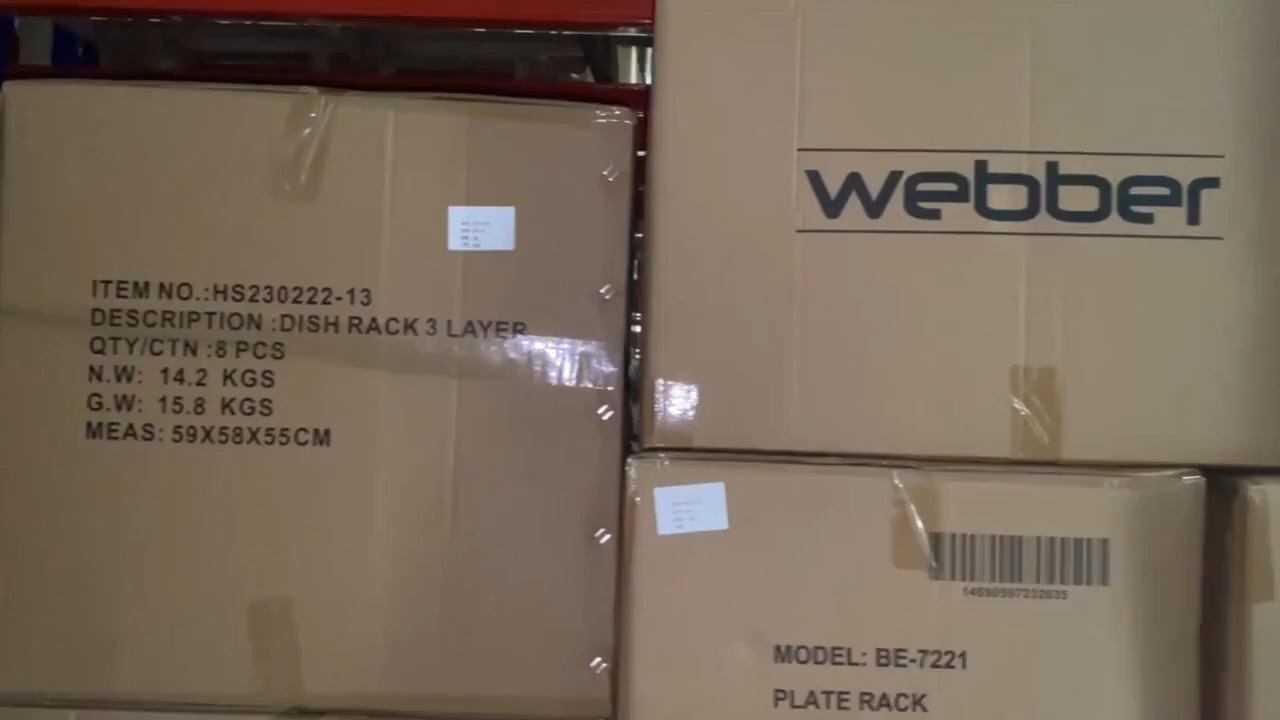 ITEM NO.:HS230222-13
DESCRIPTION :DISH RACK 3 LAYER
QTY/CTN :8 PCS
N.W: 14.2 KGS
G.W: 15.8 KGS
MEAS: 59X58X55CM
webber
MODEL: BE-7221
PLATE RACK